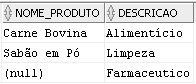 NOME_PRODUTO DESCRICAO
Carne Bovina Alimentício
Sabão em Pó Limpeza
(null) Farmaceutico